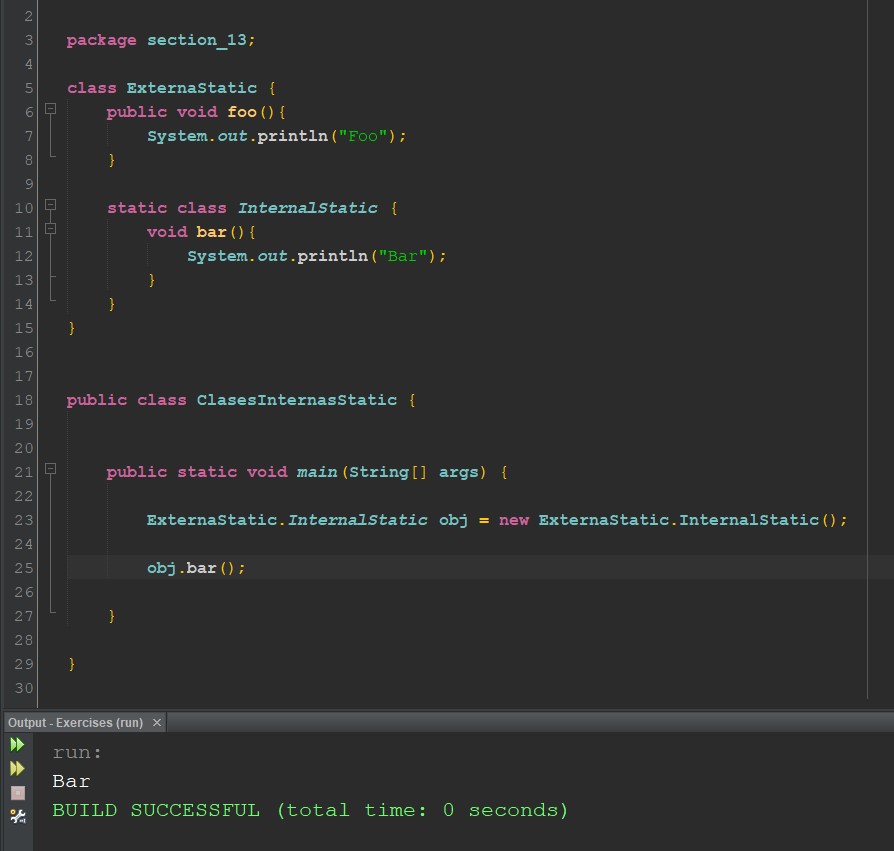 2
3 package section_13;
4
5 class ExternaStatic {
6 public void foo(){
7 System.out.println("Foo");
8 }
9
10 static class InternalStatic {
11 void bar(){
12 System.out.println("Bar");
13 }
14 }
15 }
16
17
18 public class ClasesInternasStatic {
19
20
21 public static void main(String[] args) {
22
23 ExternaStatic.InternalStatic obj = new ExternaStatic.InternalStatic();
24
25 obj.bar();
26
27 }
28
29 }
30
Output - Exercises (run) ×
run:
Bar
BUILD SUCCESSFUL (total time: 0 seconds)